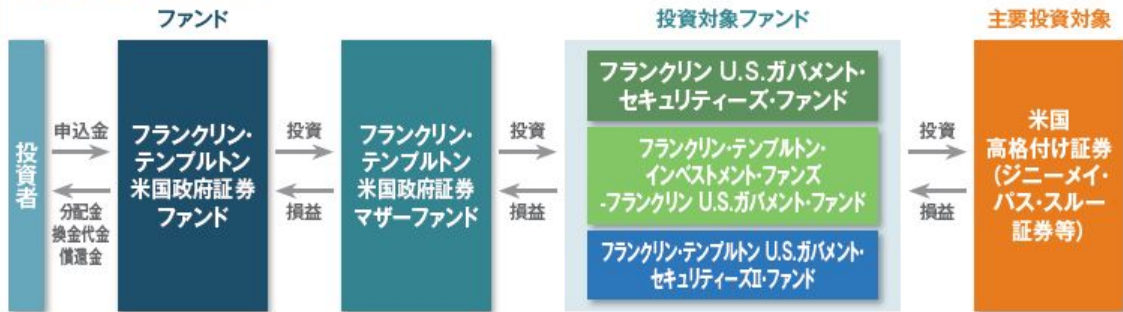 ファンド
投資対象ファンド
主要投資対象
投資者
申込金
分配金
換金代金
償還金
フランクリン・
テンプルトン
米国政府証券
ファンド
投資
損益
フランクリン・
テンプルトン
米国政府証券
マザーファンド
投資
損益
フランクリン U.S.ガバメント・
セキュリティーズ・ファンド
フランクリン・テンプルトン・
インベストメント・ファンズ
-フランクリン U.S.ガバメント・ファンド
フランクリン・テンプルトン U.S.ガバメント・
セキュリティーズII・ファンド
投資
損益
米国
高格付け証券
(ジニーメイ・
パス・スルー
証券等)